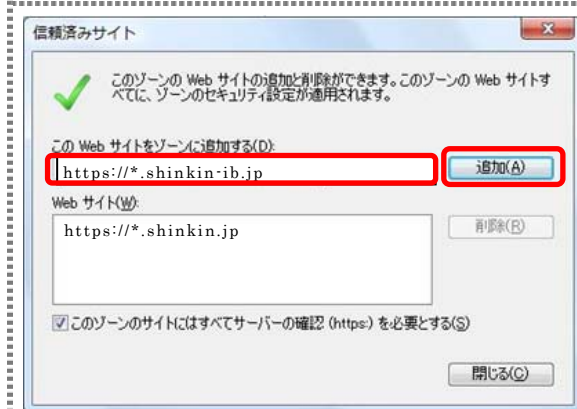 信頼済みサイト
このゾーンの Web サイトの追加と削除ができます。このゾーンの Web サイトす
べてに、ゾーンのセキュリティ設定が適用されます。
この Web サイトをゾーンに追加する(D):
https://*.shinkin-ib.jp
追加(A)
Web サイト(W):
https://*.shinkin.jp
削除(R)
このゾーンのサイトにはすべてサーバーの確認 (https:) を必要とする(S)
閉じる(C)